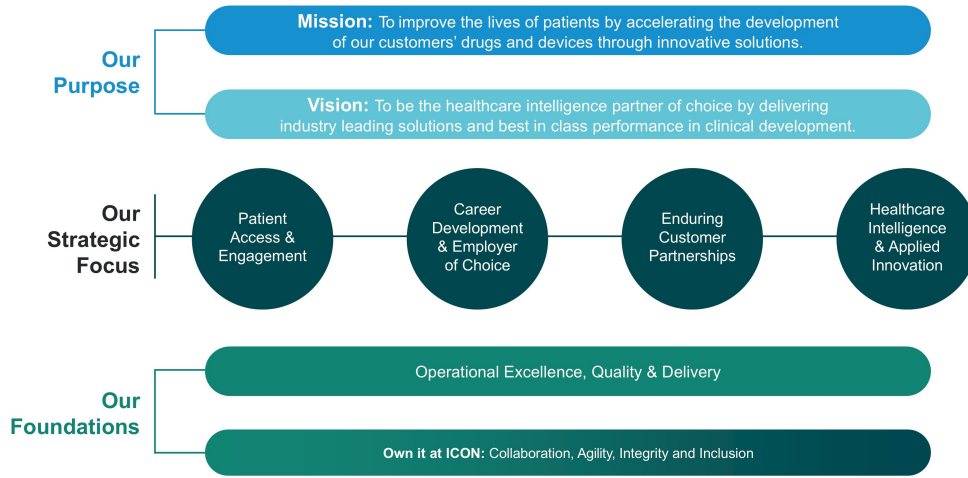 Our
Purpose
Mission: To improve the lives of patients by accelerating the development
of our customers’ drugs and devices through innovative solutions.
Vision: To be the healthcare intelligence partner of choice by delivering
industry leading solutions and best in class performance in clinical development.
Our
Strategic
Focus
Patient
Access &
Engagement
Career
Development
& Employer
of Choice
Enduring
Customer
Partnerships
Healthcare
Intelligence
& Applied
Innovation
Our
Foundations
Operational Excellence, Quality & Delivery
Own it at ICON: Collaboration, Agility, Integrity and Inclusion